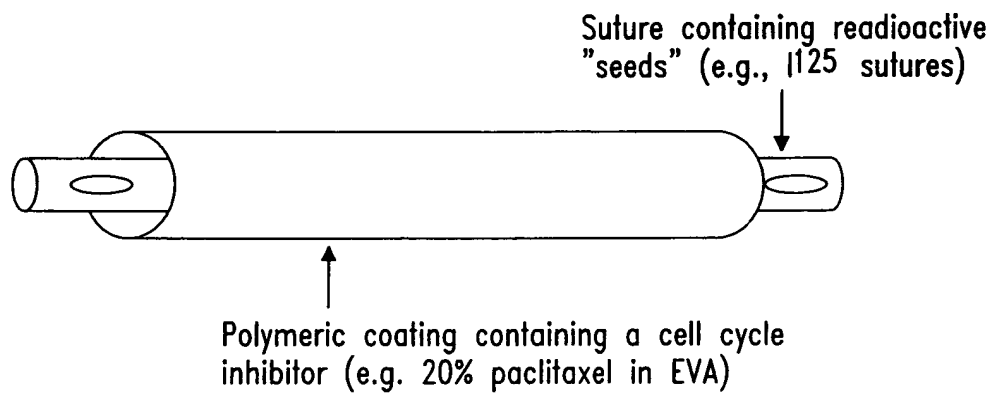 Suture containing readioactive
"seeds" (e.g., I125 sutures)
Polymeric coating containing a cell cycle
inhibitor (e.g. 20% paclitaxel in EVA)